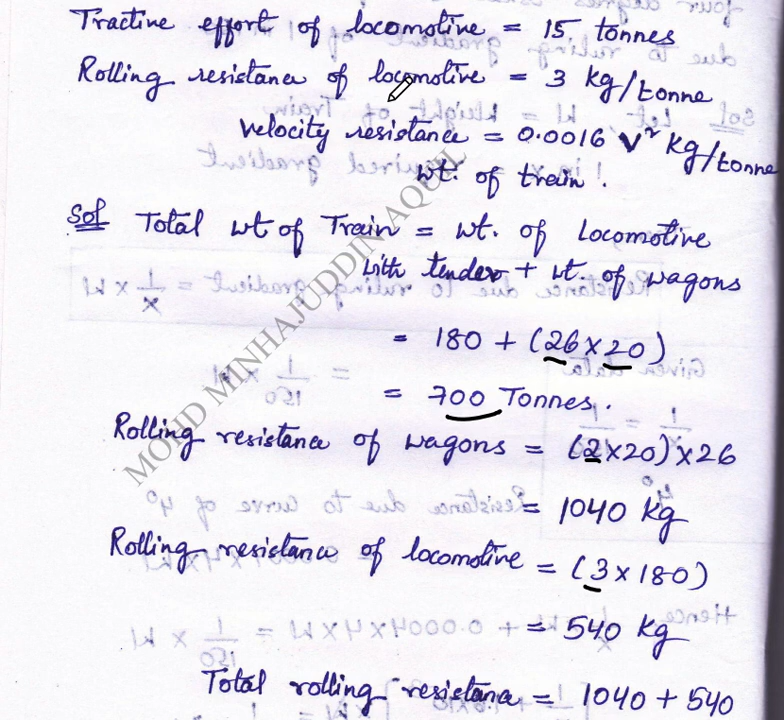 Tractive effort of locomotive = 15 tonnes
Rolling resistance of locomotive = 3 kg/tonne
Velocity resistance = 0.0016 V² kg/tonne
wt. of train.
Sol Total wt of Train = wt. of Locomotive
with tender + wt. of wagons
= 180 + (26×20)
= 700 Tonnes.
Rolling resistance of wagons = (2×20)×26
= 1040 kg
Rolling resistance of locomotive = (3×180)
= 540 kg
Total rolling resistance = 1040 + 540
MOHD MINHAJUDDIN AQUIL